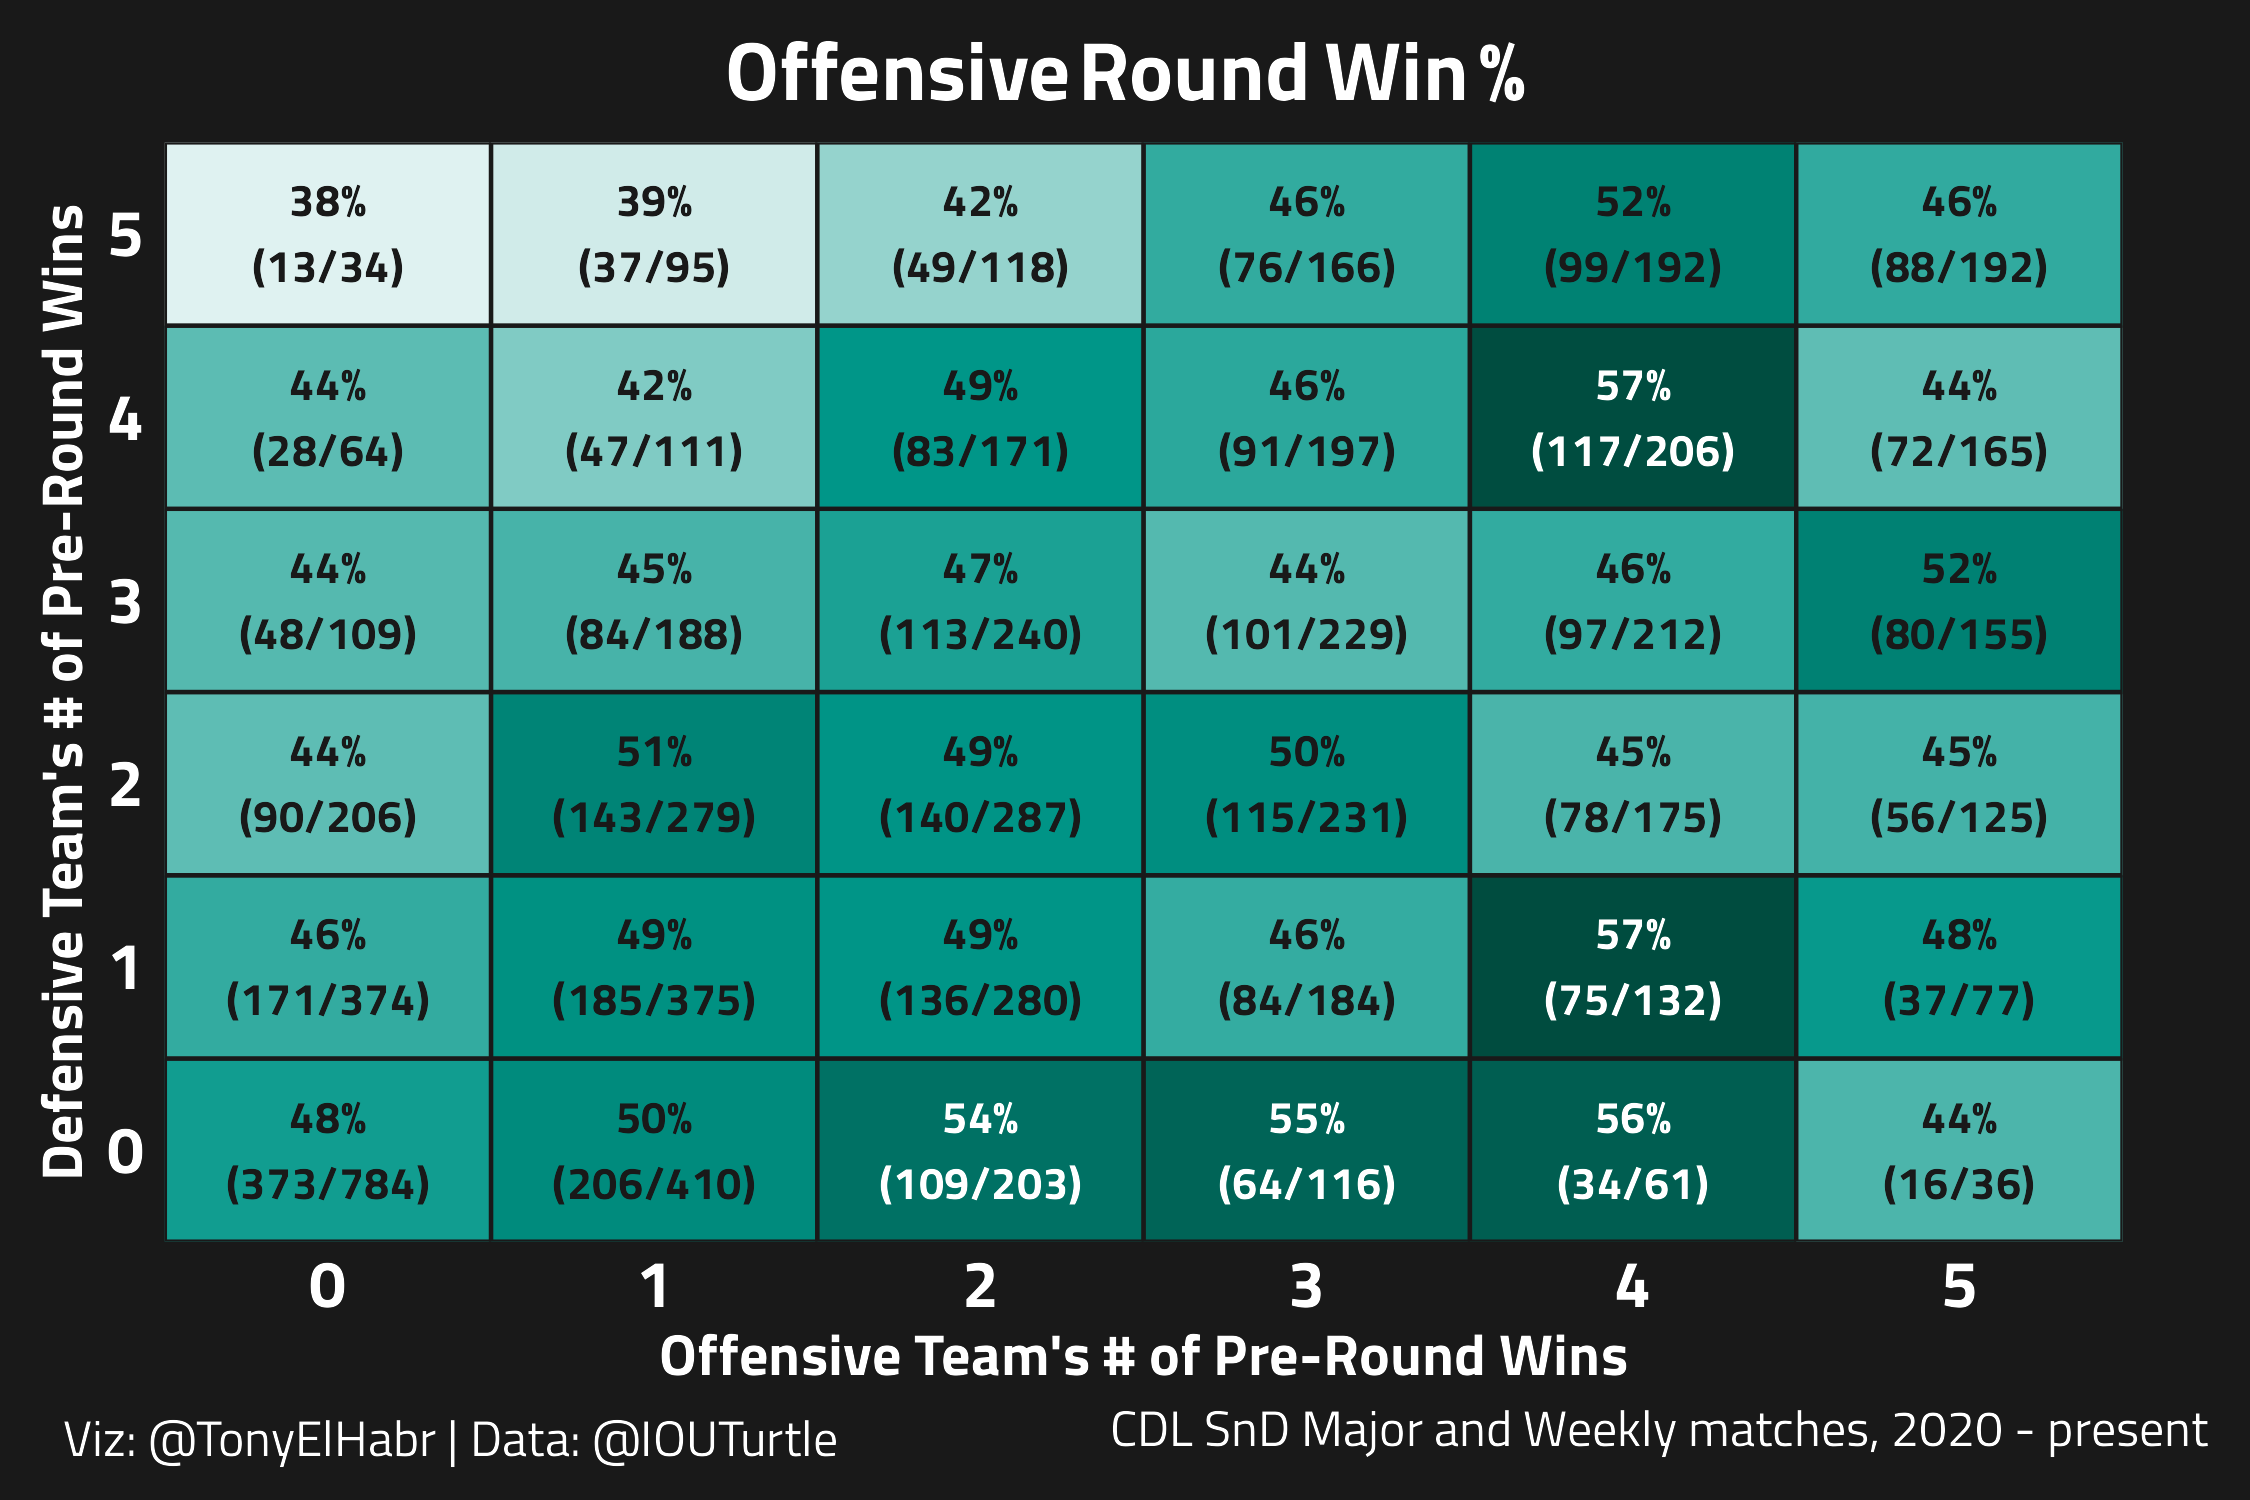 Offensive Round Win %
Defensive Team's # of Pre-Round Wins
5
38% 39% 42% 46% 52% 46%
(13/34) (37/95) (49/118) (76/166) (99/192) (88/192)
4
44% 42% 49% 46% 57% 44%
(28/64) (47/111) (83/171) (91/197) (117/206) (72/165)
3
44% 45% 47% 44% 46% 52%
(48/109) (84/188) (113/240) (101/229) (97/212) (80/155)
2
44% 51% 49% 50% 45% 45%
(90/206) (143/279) (140/287) (115/231) (78/175) (56/125)
1
46% 49% 49% 46% 57% 48%
(171/374) (185/375) (136/280) (84/184) (75/132) (37/77)
0
48% 50% 54% 55% 56% 44%
(373/784) (206/410) (109/203) (64/116) (34/61) (16/36)
0 1 2 3 4 5
Offensive Team's # of Pre-Round Wins
Viz: @TonyElHabr | Data: @IOUTurtle
CDL SnD Major and Weekly matches, 2020 - present